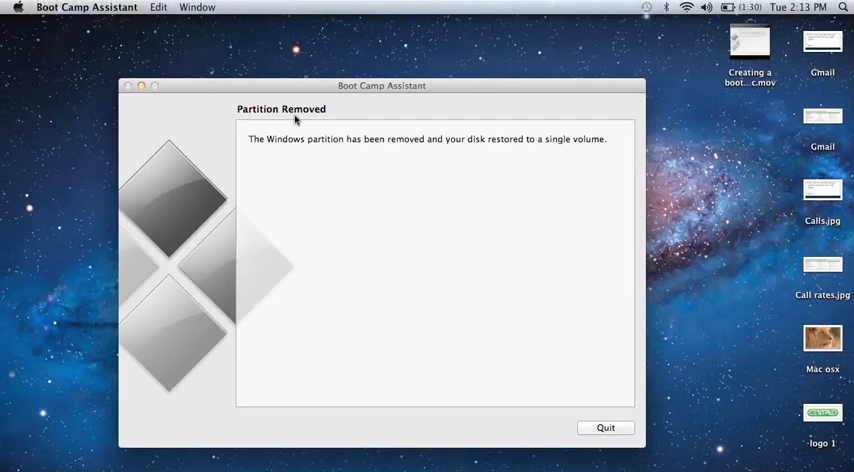 Boot Camp Assistant Edit Window (1:30) Tue 2:13 PM
Creating a
boot...c.mov
Gmail
Boot Camp Assistant
Partition Removed
The Windows partition has been removed and your disk restored to a single volume.
Gmail
Calls.jpg
Call rates.jpg
Mac osx
Quit
logo 1